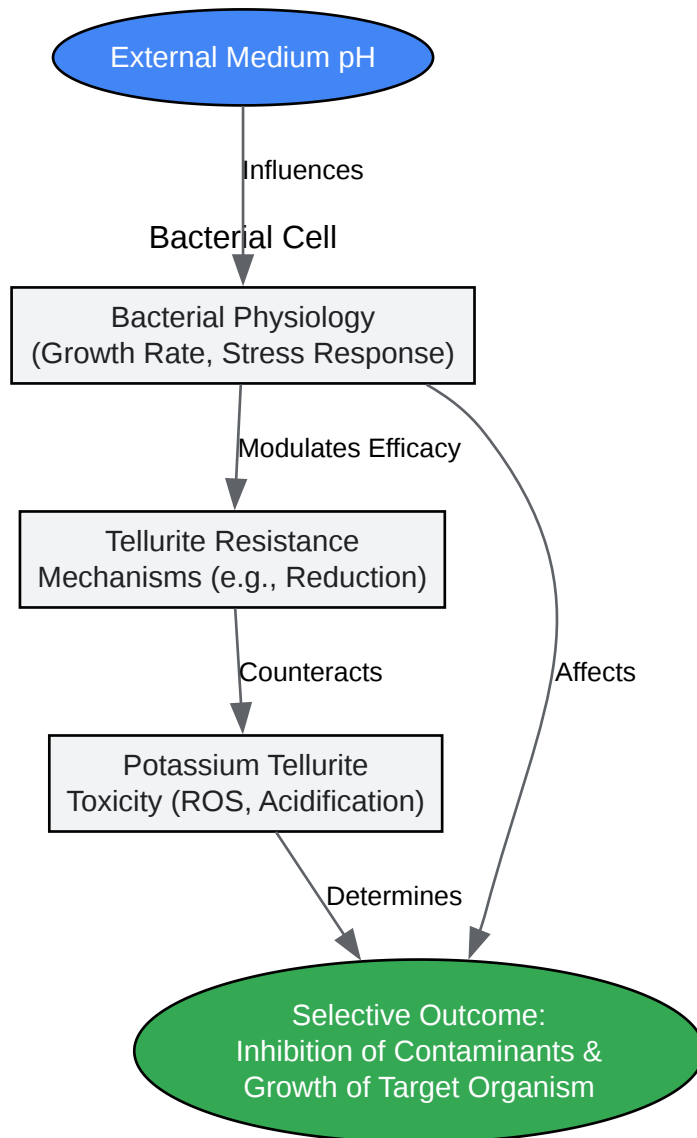 External Medium pH
Influences
Bacterial Cell
Bacterial Physiology
(Growth Rate, Stress Response)
Modulates Efficacy
Tellurite Resistance
Mechanisms (e.g., Reduction)
Counteracts
Affects
Potassium Tellurite
Toxicity (ROS, Acidification)
Determines
Selective Outcome:
Inhibition of Contaminants &
Growth of Target Organism